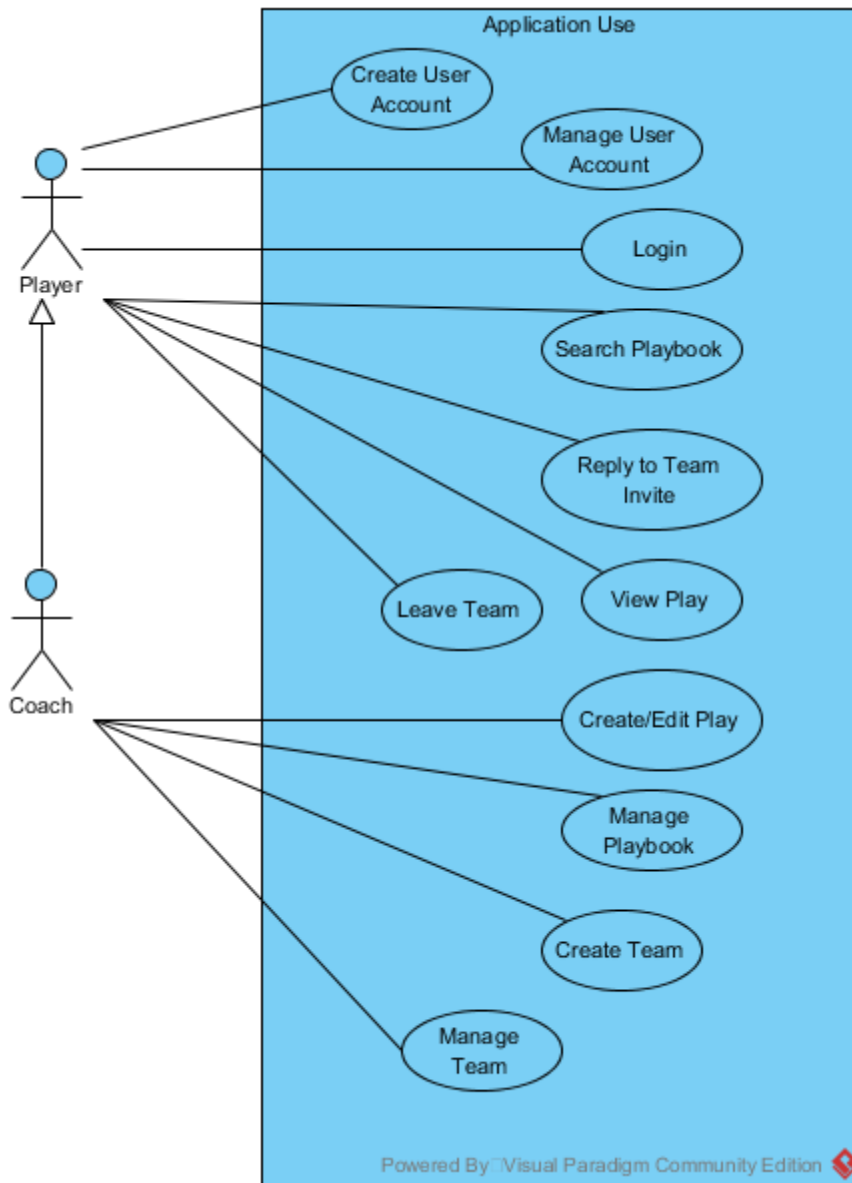 Application Use
Create User
Account
Manage User
Account
Login
Player
Search Playbook
Reply to Team
Invite
View Play
Leave Team
Coach
Create/Edit Play
Manage
Playbook
Create Team
Manage
Team
Powered By Visual Paradigm Community Edition